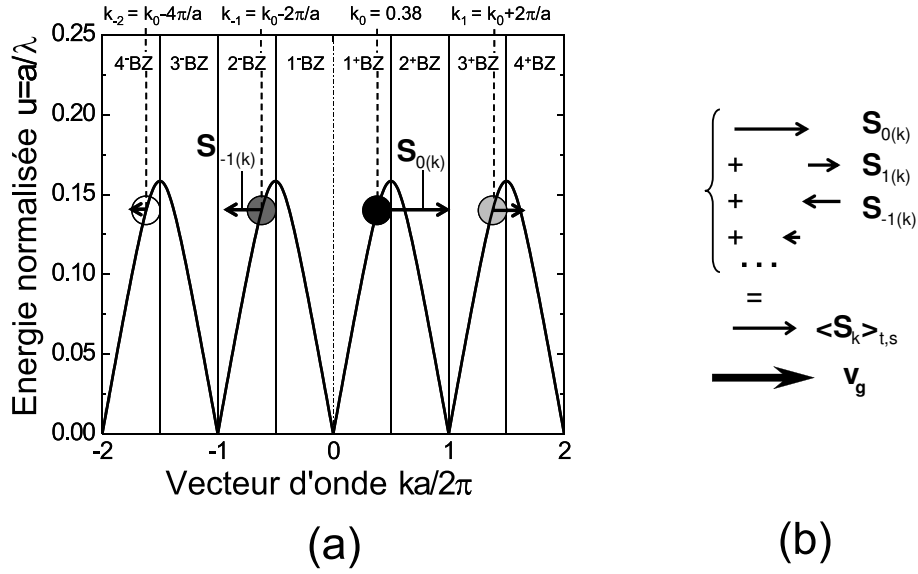 k-2 = k0-4π/a k-1 = k0-2π/a k0 = 0.38 k1 = k0+2π/a
0.25
0.20
0.15
0.10
0.05
0.00
Energie normalisée u=a/λ
4-BZ 3-BZ 2-BZ 1-BZ 1+BZ 2+BZ 3+BZ 4+BZ
S-1(k)
S0(k)
-2 -1 0 1 2
Vecteur d'onde ka/2π
(a)
S0(k)
+ S1(k)
+ S-1(k)
+
...
=
<Sk>t,s
vg
(b)